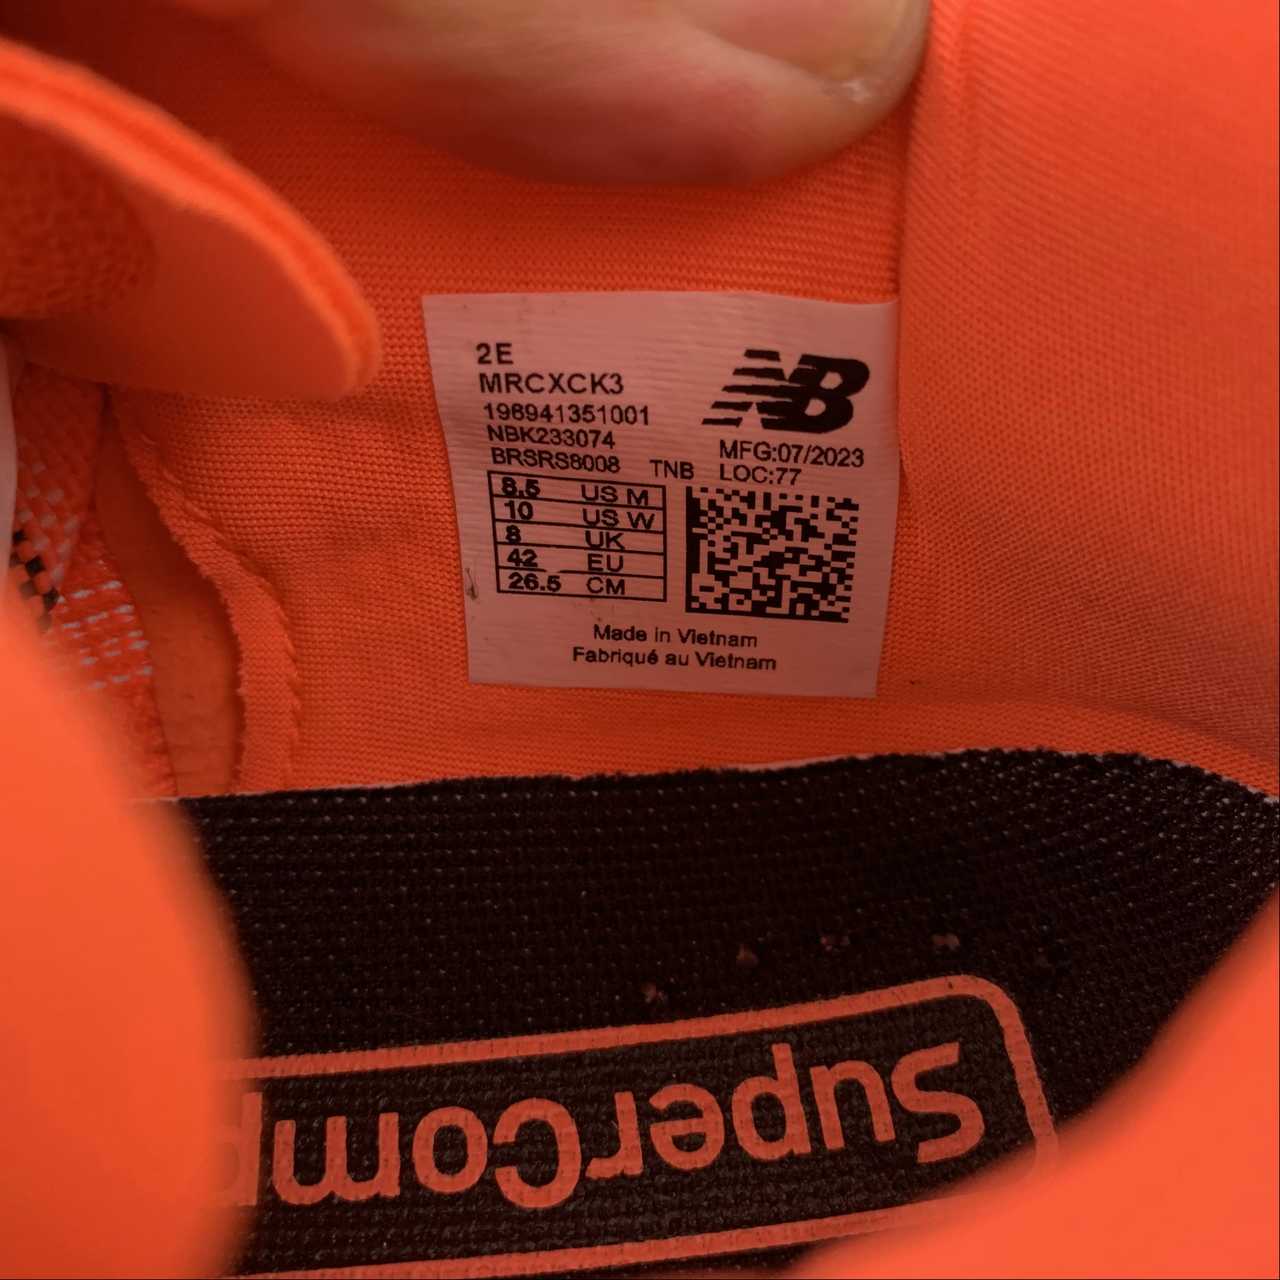 2E
MRCXCK3
196941351001
NBK233074
BRSRS8008 TNB
NB
MFG:07/2023
LOC:77
8.5 US M
10 US W
8 UK
42 EU
26.5 CM
Made in Vietnam
Fabriqué au Vietnam
SuperComp